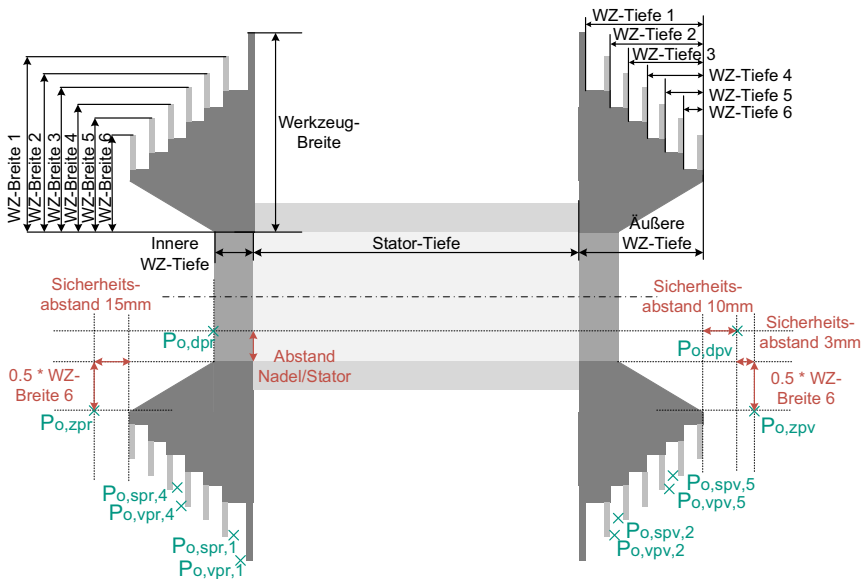 WZ-Tiefe 1
WZ-Tiefe 2
WZ-Tiefe 3
WZ-Tiefe 4
WZ-Tiefe 5
WZ-Tiefe 6
WZ-Breite 1
WZ-Breite 2
WZ-Breite 3
WZ-Breite 4
WZ-Breite 5
WZ-Breite 6
Werkzeug-
Breite
Innere
WZ-Tiefe
Stator-Tiefe
Äußere
WZ-Tiefe
Sicherheits-
abstand 15mm
Sicherheits-
abstand 10mm
Po,dpr
Abstand
Nadel/Stator
Po,dpv
Sicherheits-
abstand 3mm
0.5 * WZ-
Breite 6
0.5 * WZ-
Breite 6
Po,zpr
Po,zpv
Po,spr,4
Po,vpr,4
Po,spr,1
Po,vpr,1
Po,spv,5
Po,vpv,5
Po,spv,2
Po,vpv,2